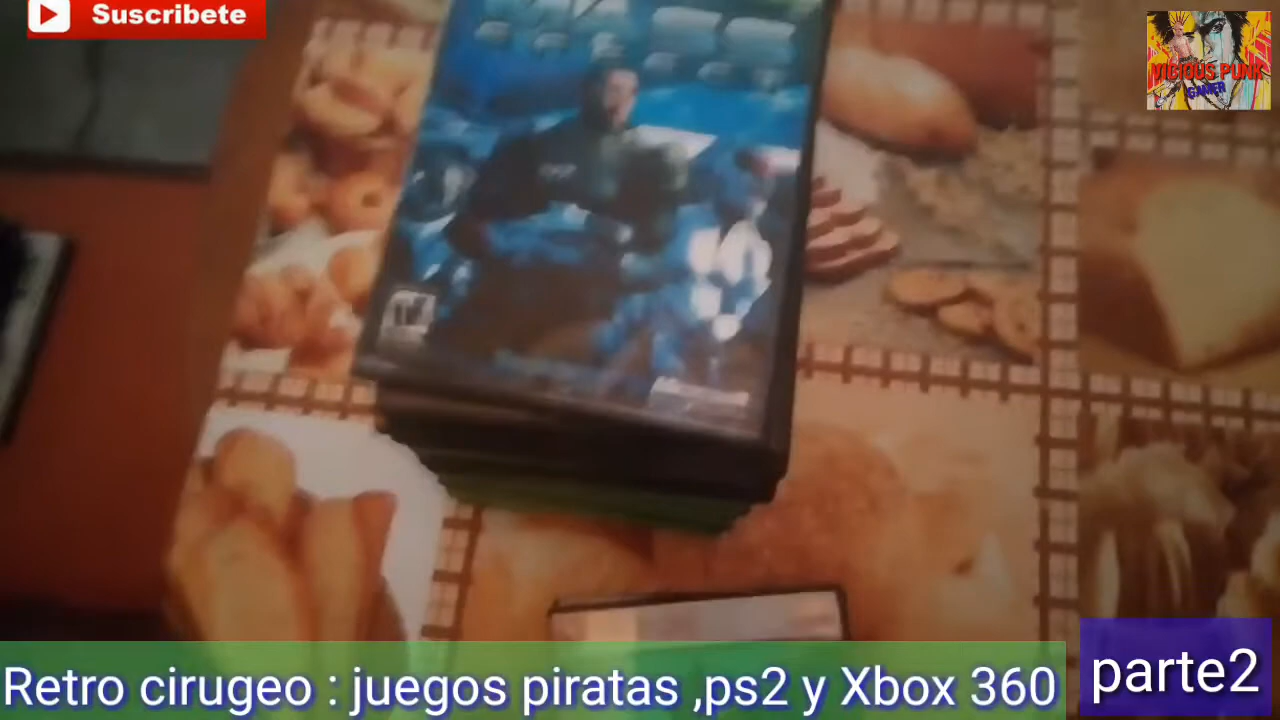 Suscribete
VICIOUS PUNK
GAMER
Retro cirugeo : juegos piratas ,ps2 y Xbox 360
parte2